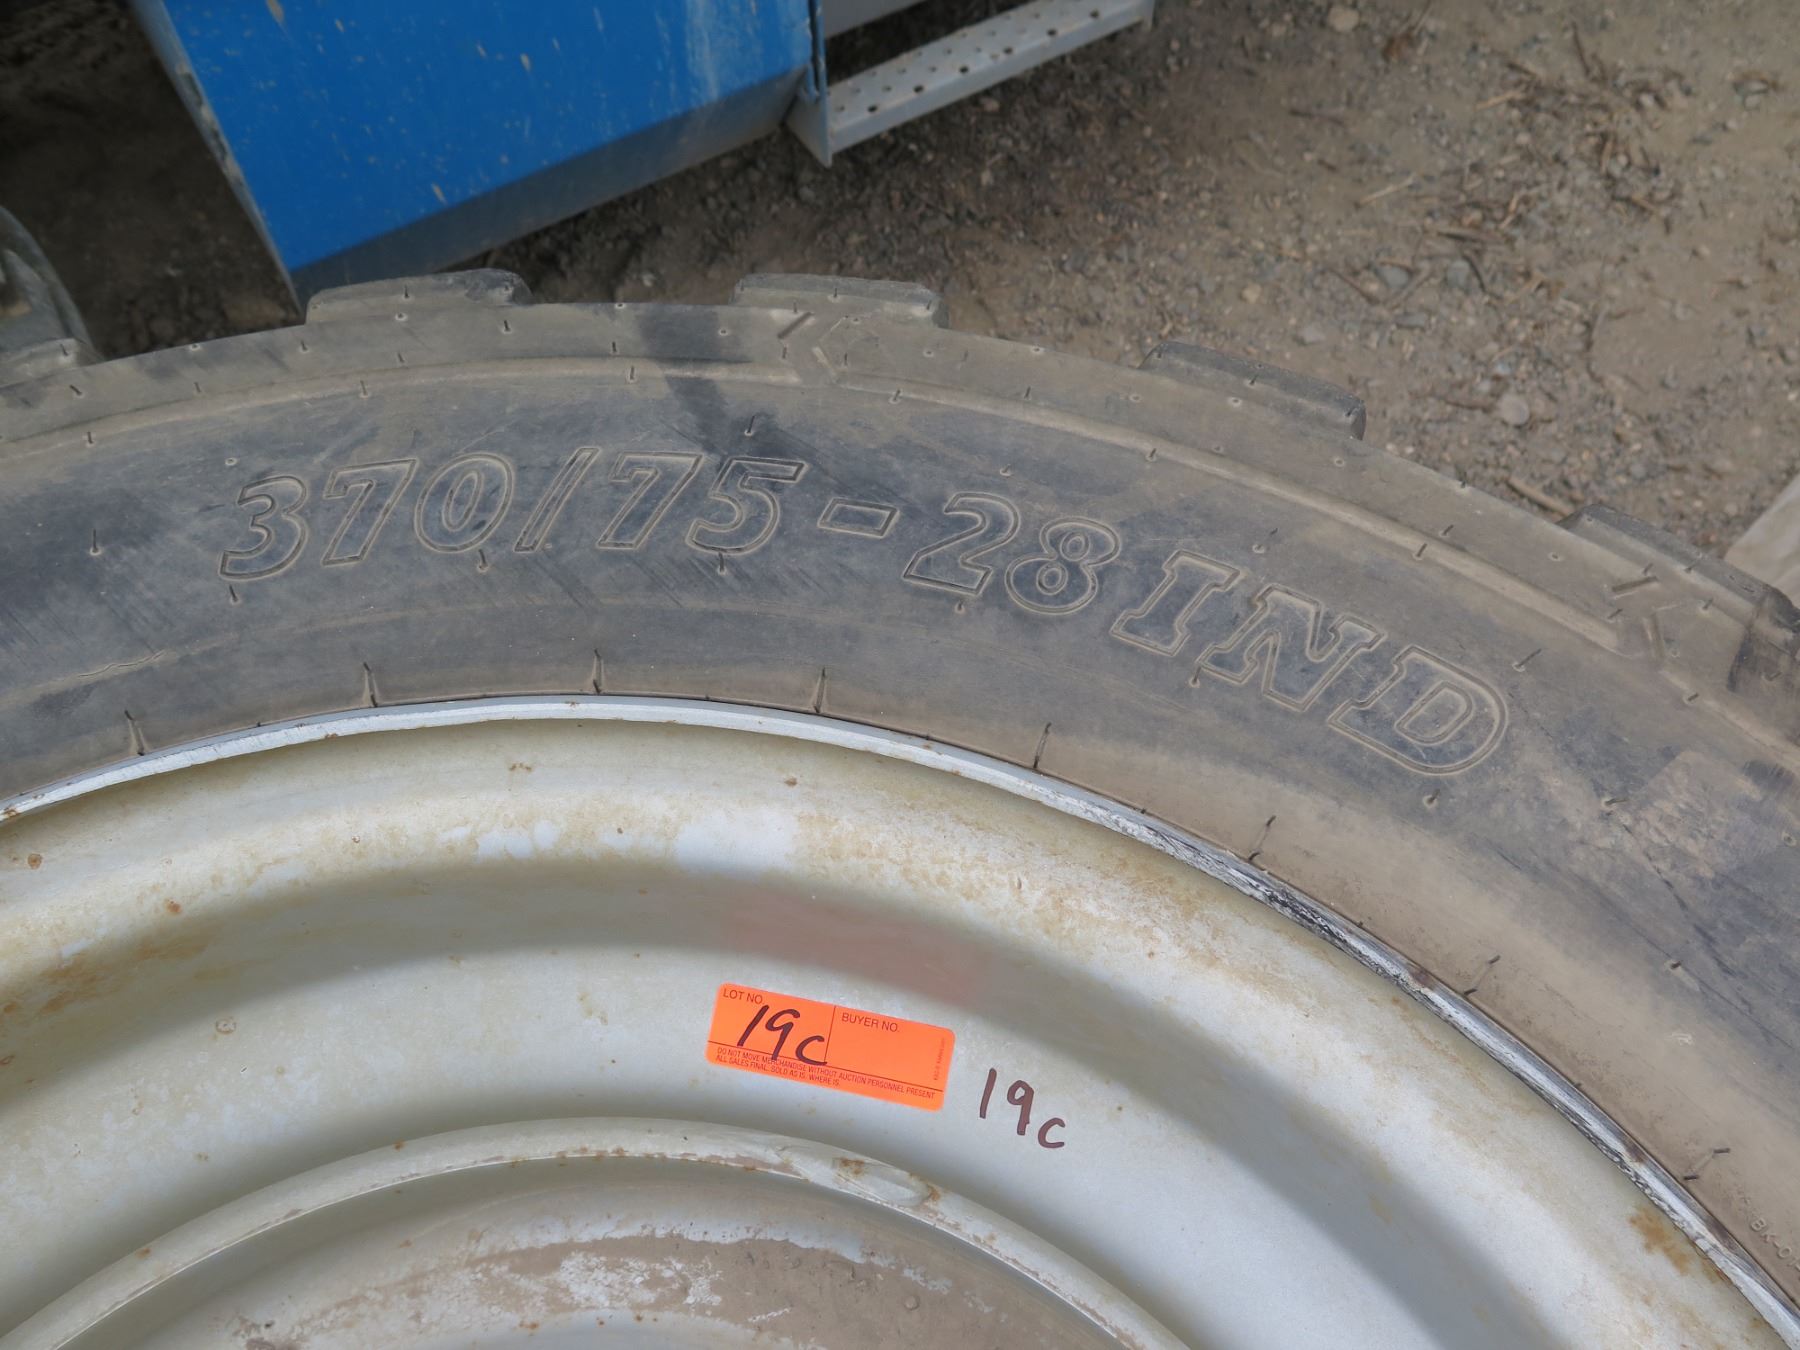 370/75-28 IND
LOT NO.
19C
BUYER NO.
DO NOT MOVE MERCHANDISE WITHOUT AUCTION PERSONNEL PRESENT
ALL SALES FINAL. SOLD AS IS, WHERE IS.
19C